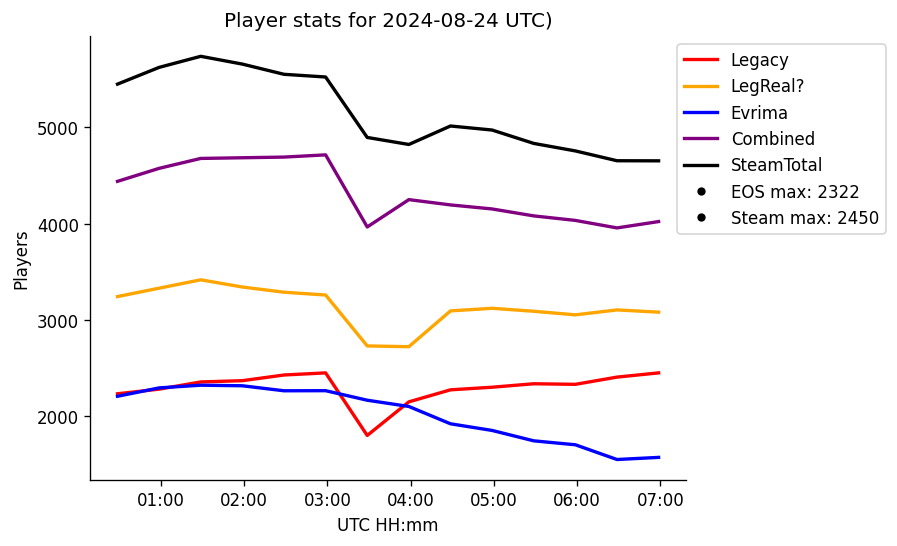 Player stats for 2024-08-24 UTC)
Legacy
LegReal?
Evrima
Combined
SteamTotal
EOS max: 2322
Steam max: 2450
Players
5000
4000
3000
2000
01:00 02:00 03:00 04:00 05:00 06:00 07:00
UTC HH:mm